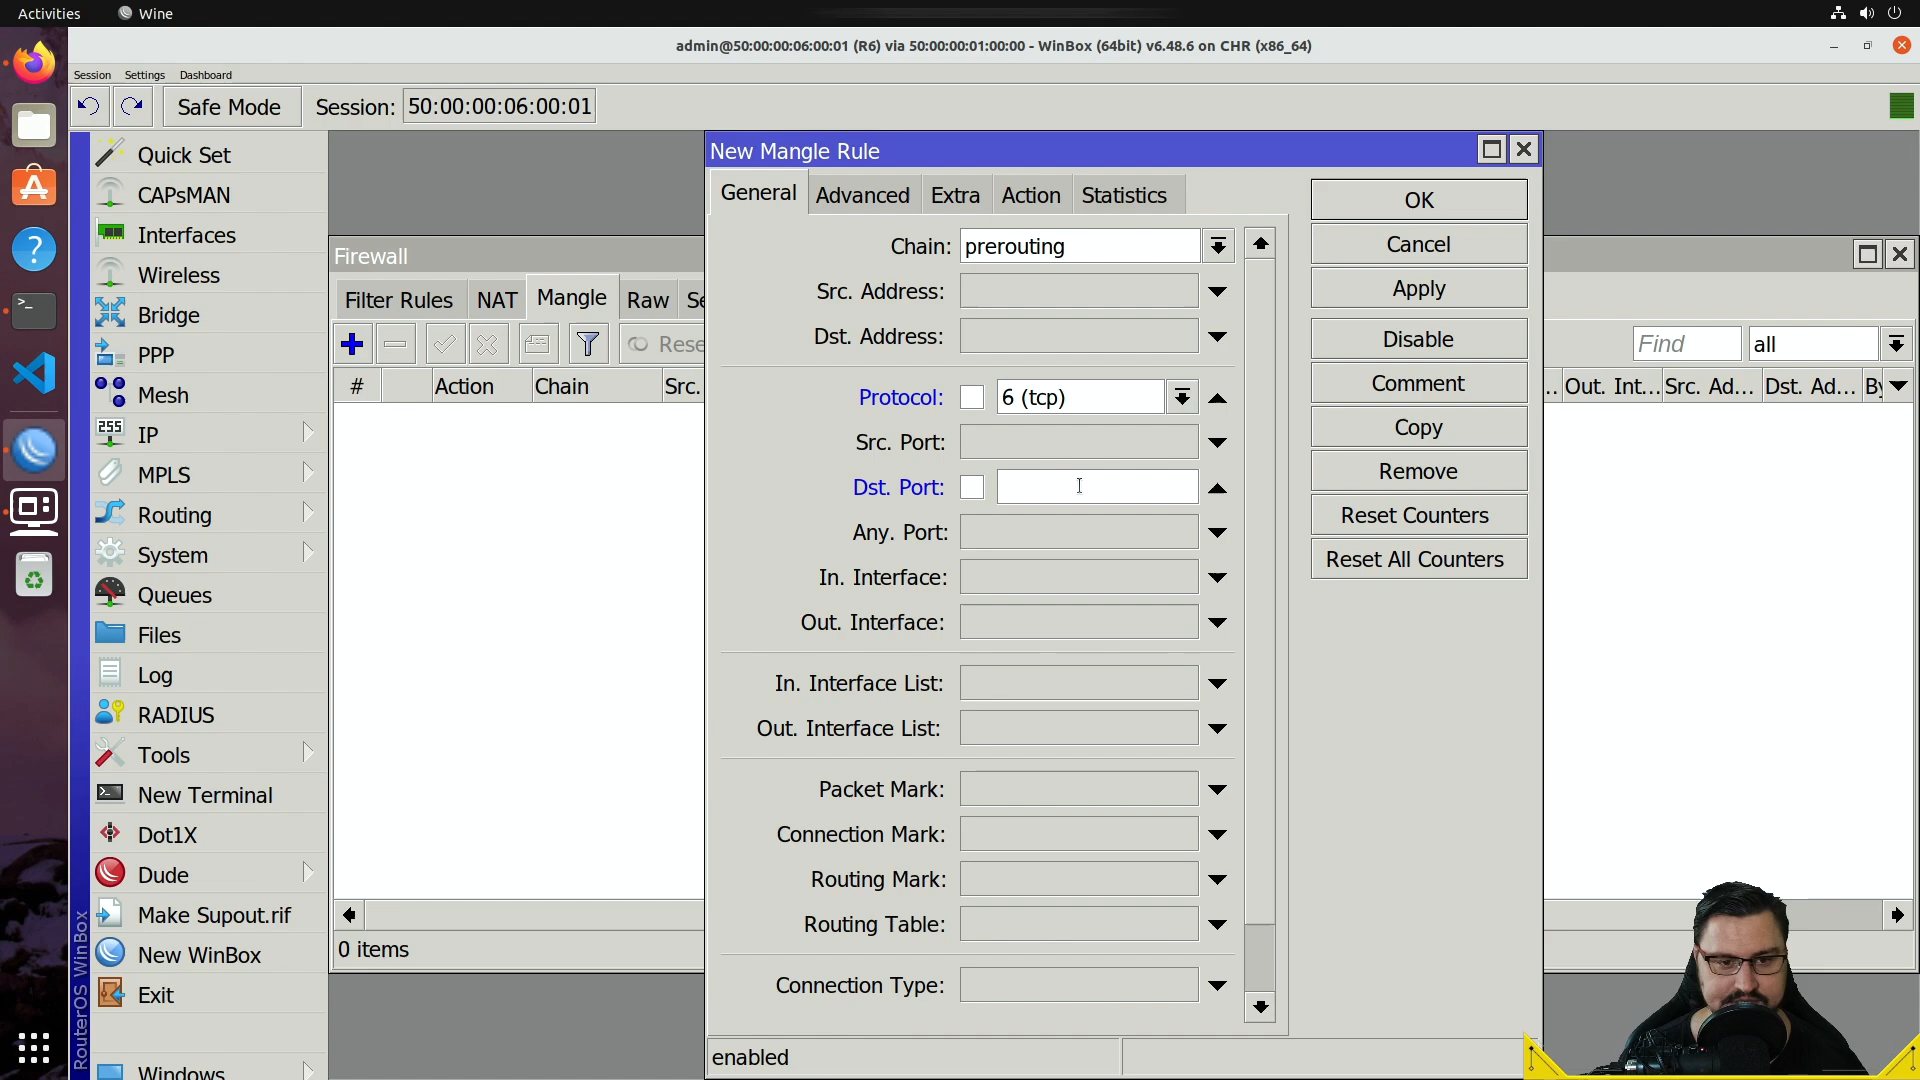 Activities
Wine
admin@50:00:00:06:00:01 (R6) via 50:00:00:01:00:00 - WinBox (64bit) v6.48.6 on CHR (x86_64)
Session Settings Dashboard
Safe Mode
Session: 50:00:00:06:00:01
Quick Set
CAPsMAN
Interfaces
Wireless
Bridge
PPP
Mesh
255
IP
MPLS
Routing
System
Queues
Files
Log
RADIUS
Tools
New Terminal
Dot1X
Dude
Make Supout.rif
New WinBox
Exit
Windows
RouterOS WinBox
Firewall
Filter Rules NAT Mangle Raw Se
Rese
Find
all
# Action Chain Src.
.. Out. Int... Src. Ad... Dst. Ad... By
0 items
New Mangle Rule
General Advanced Extra Action Statistics
Chain: prerouting
Src. Address:
Dst. Address:
Protocol: 6 (tcp)
Src. Port:
Dst. Port:
Any. Port:
In. Interface:
Out. Interface:
In. Interface List:
Out. Interface List:
Packet Mark:
Connection Mark:
Routing Mark:
Routing Table:
Connection Type:
enabled
OK
Cancel
Apply
Disable
Comment
Copy
Remove
Reset Counters
Reset All Counters